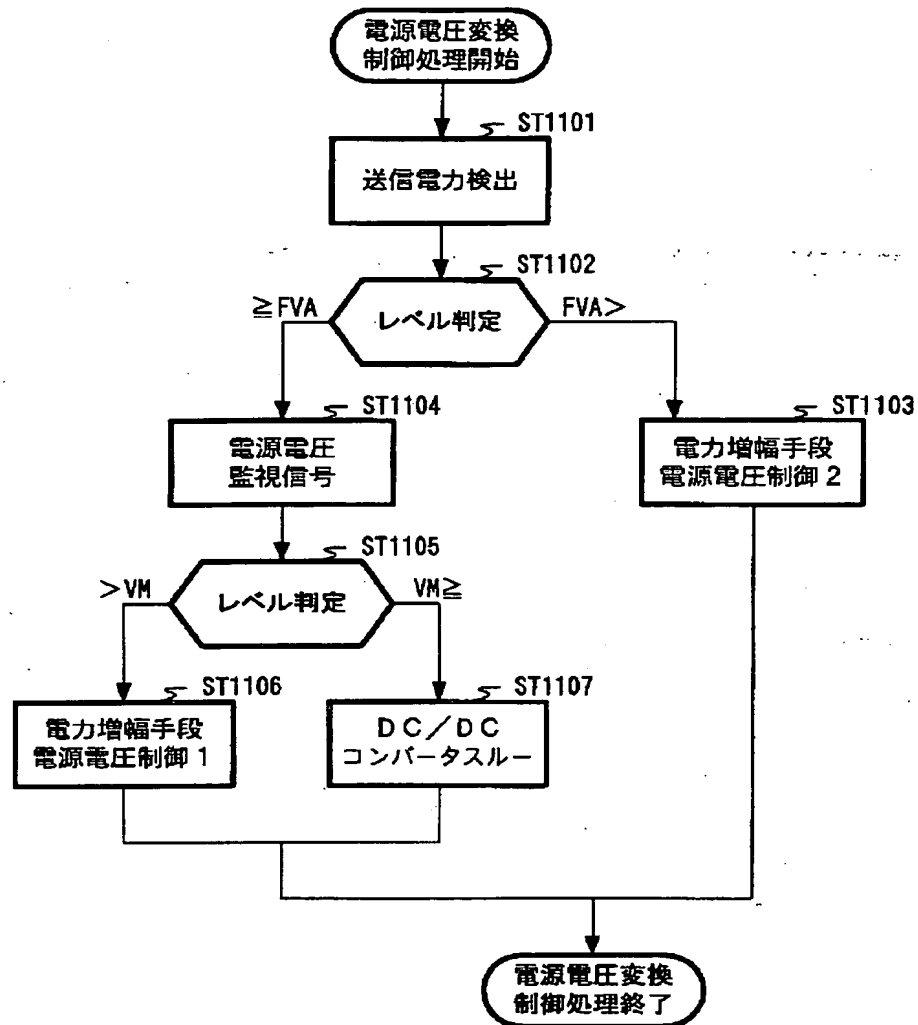 電源電圧変換
制御処理開始
ST1101
送信電力検出
ST1102
≧FVA
レベル判定
FVA>
ST1104
電源電圧
監視信号
ST1103
電力増幅手段
電源電圧制御2
ST1105
>VM
レベル判定
VM≧
ST1106
電力増幅手段
電源電圧制御1
ST1107
DC/DC
コンバータスルー
電源電圧変換
制御処理終了